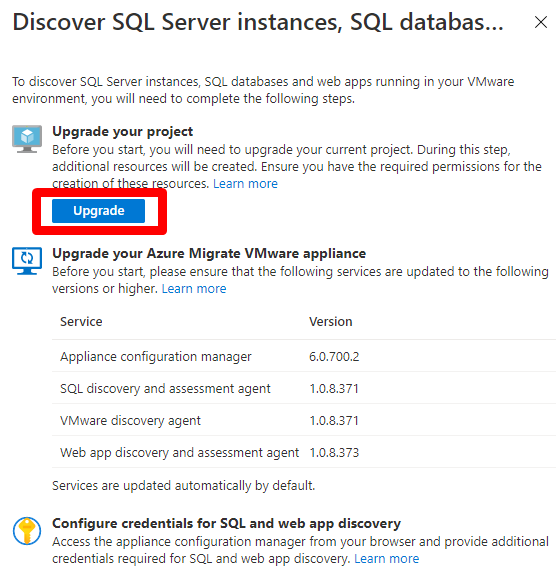 Discover SQL Server instances, SQL databas...
To discover SQL Server instances, SQL databases and web apps running in your VMware
environment, you will need to complete the following steps.
Upgrade your project
Before you start, you will need to upgrade your current project. During this step,
additional resources will be created. Ensure you have the required permissions for the
creation of these resources. Learn more
Upgrade
Upgrade your Azure Migrate VMware appliance
Before you start, please ensure that the following services are updated to the following
versions or higher. Learn more
Service Version
Appliance configuration manager 6.0.700.2
SQL discovery and assessment agent 1.0.8.371
VMware discovery agent 1.0.8.371
Web app discovery and assessment agent 1.0.8.373
Services are updated automatically by default.
Configure credentials for SQL and web app discovery
Access the appliance configuration manager from your browser and provide additional
credentials required for SQL and web app discovery. Learn more